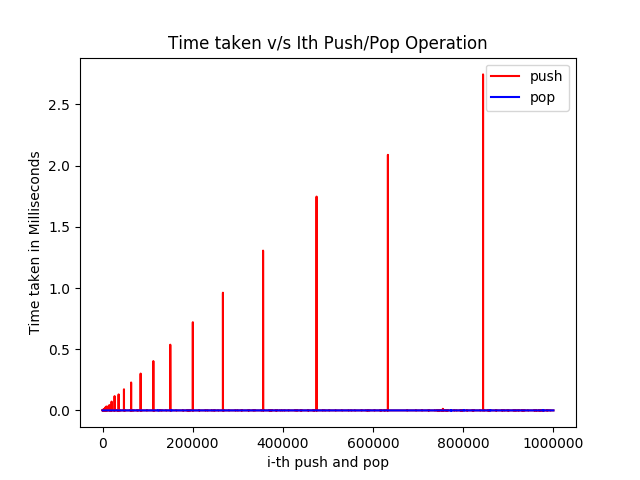 Time taken v/s Ith Push/Pop Operation
push
pop
Time taken in Milliseconds
2.5
2.0
1.5
1.0
0.5
0.0
0 200000 400000 600000 800000 1000000
i-th push and pop